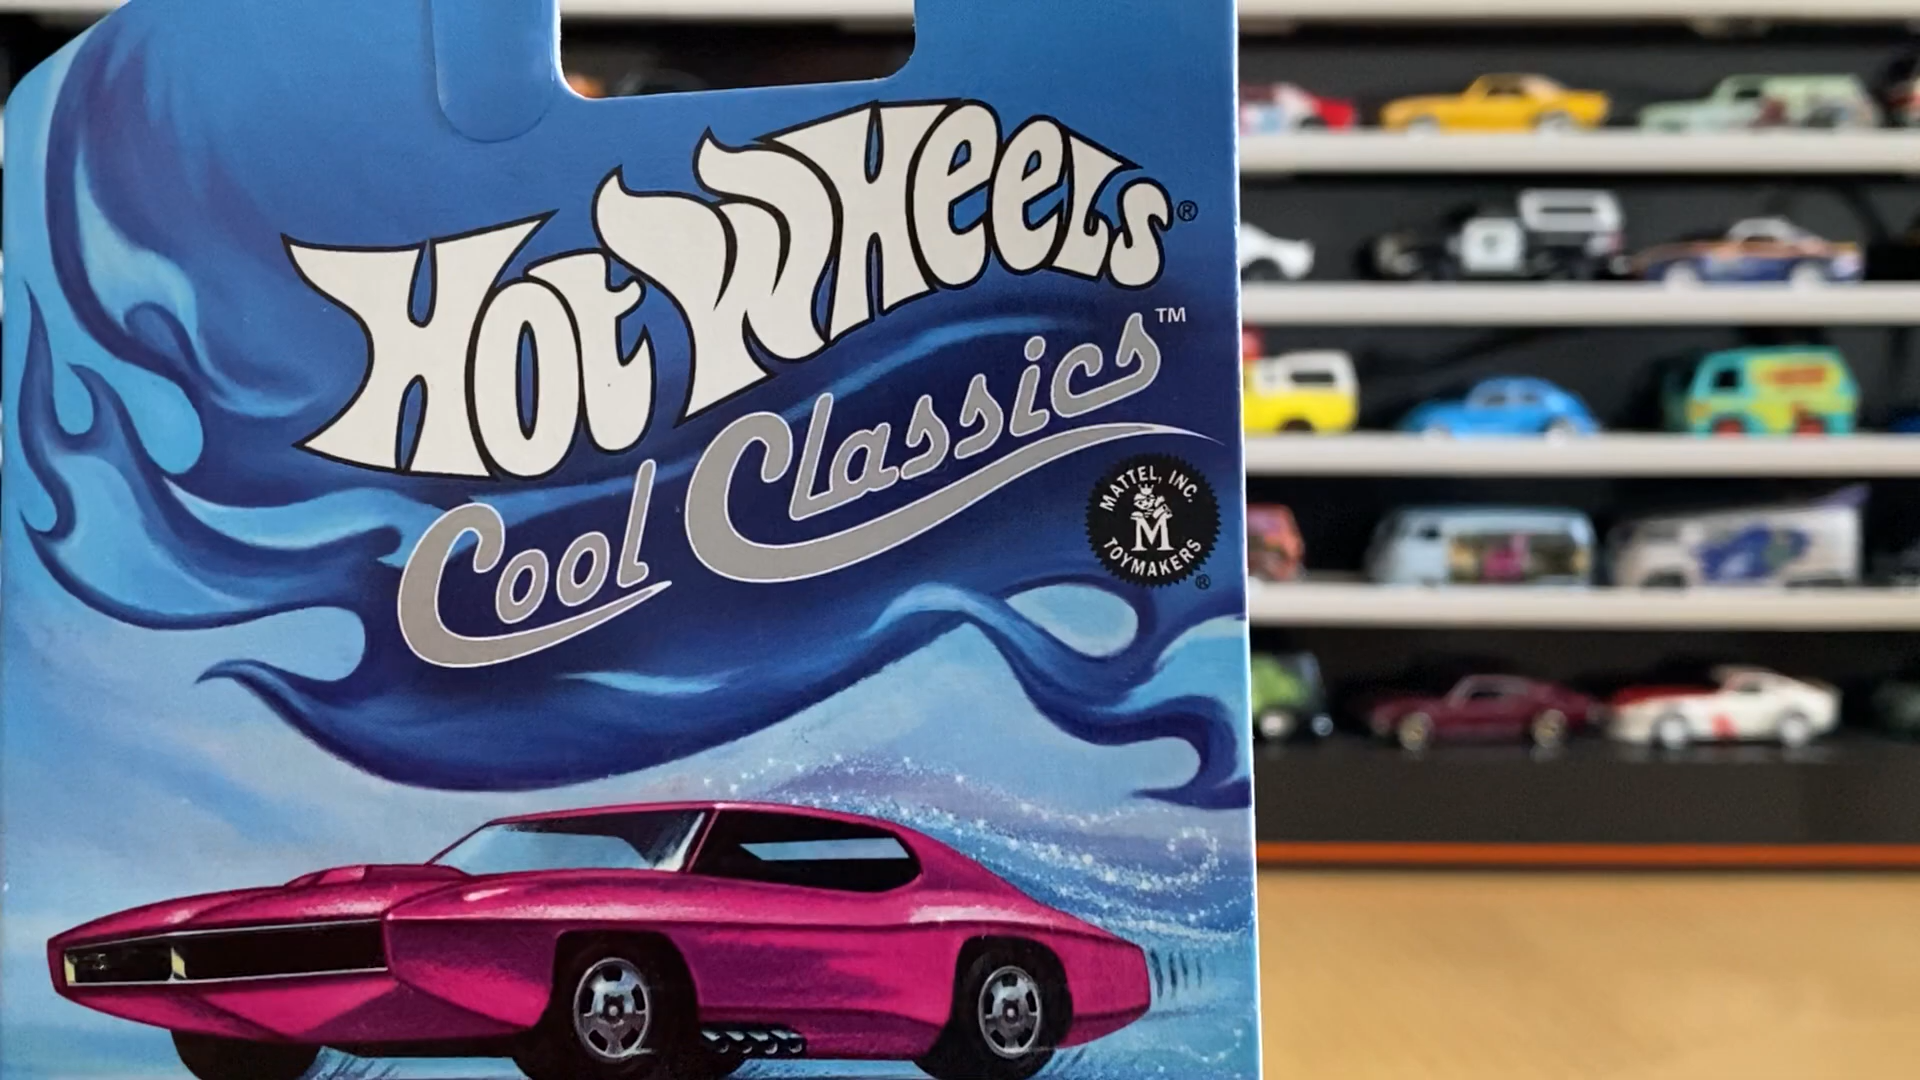 Hot Wheels®
Cool Classics™
MATTEL, INC.
M
TOYMAKERS
®